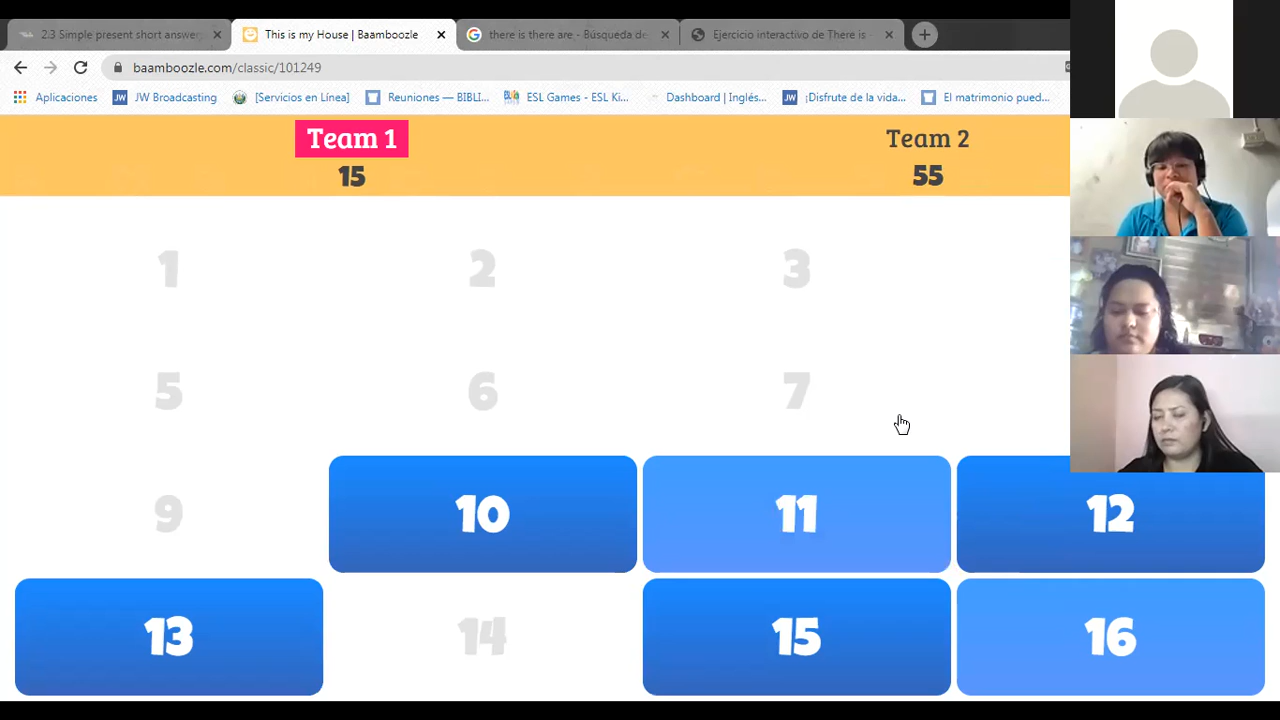 2.3 Simple present short answer
This is my House | Baamboozle
there is there are - Búsqueda de
Ejercicio interactivo de There is
baamboozle.com/classic/101249
Aplicaciones
JW Broadcasting
[Servicios en Línea]
Reuniones — BIBLI...
ESL Games - ESL Ki...
Dashboard | Inglés...
¡Disfrute de la vida...
El matrimonio pued...
Team 1
Team 2
15
55
1
2
3
5
6
7
9
10
11
12
13
14
15
16